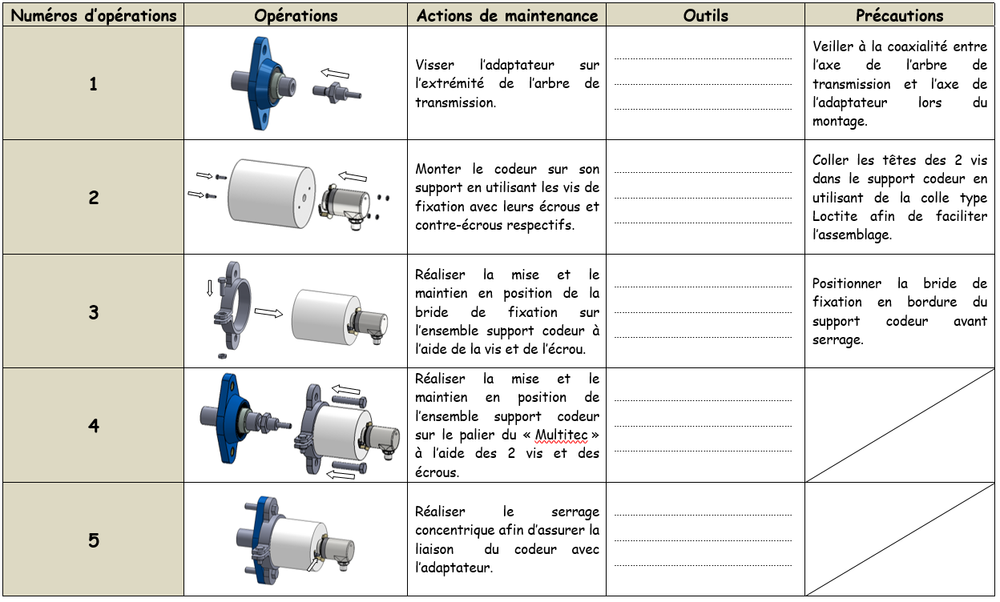 Numéros d’opérations
Opérations
Actions de maintenance
Outils
Précautions
1
Visser l’adaptateur sur
l’extrémité de l’arbre de
transmission.
Veiller à la coaxialité entre
l’axe de l’arbre de
transmission et l’axe de
l’adaptateur lors du
montage.
2
Monter le codeur sur son
support en utilisant les vis de
fixation avec leurs écrous et
contre-écrous respectifs.
Coller les têtes des 2 vis
dans le support codeur en
utilisant de la colle type
Loctite afin de faciliter
l’assemblage.
3
Réaliser la mise et le
maintien en position de la
bride de fixation sur
l’ensemble support codeur à
l’aide de la vis et de l’écrou.
Positionner la bride de
fixation en bordure du
support codeur avant
serrage.
4
Réaliser la mise et le
maintien en position de
l’ensemble support codeur
sur le palier du « Multitec »
à l’aide des 2 vis et des
écrous.
5
Réaliser le serrage
concentrique afin d’assurer la
liaison du codeur avec
l’adaptateur.